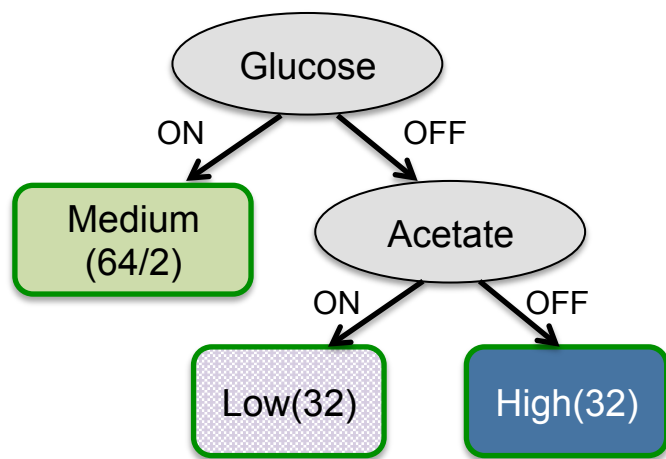 Glucose
ON
OFF
Medium
(64/2)
Acetate
ON
OFF
Low(32)
High(32)